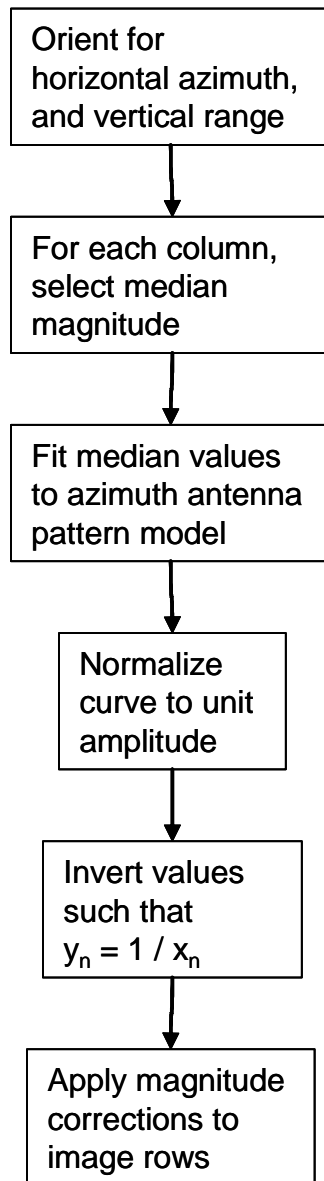 Orient for
horizontal azimuth,
and vertical range
For each column,
select median
magnitude
Fit median values
to azimuth antenna
pattern model
Normalize
curve to unit
amplitude
Invert values
such that
yₙ = 1 / xₙ
Apply magnitude
corrections to
image rows